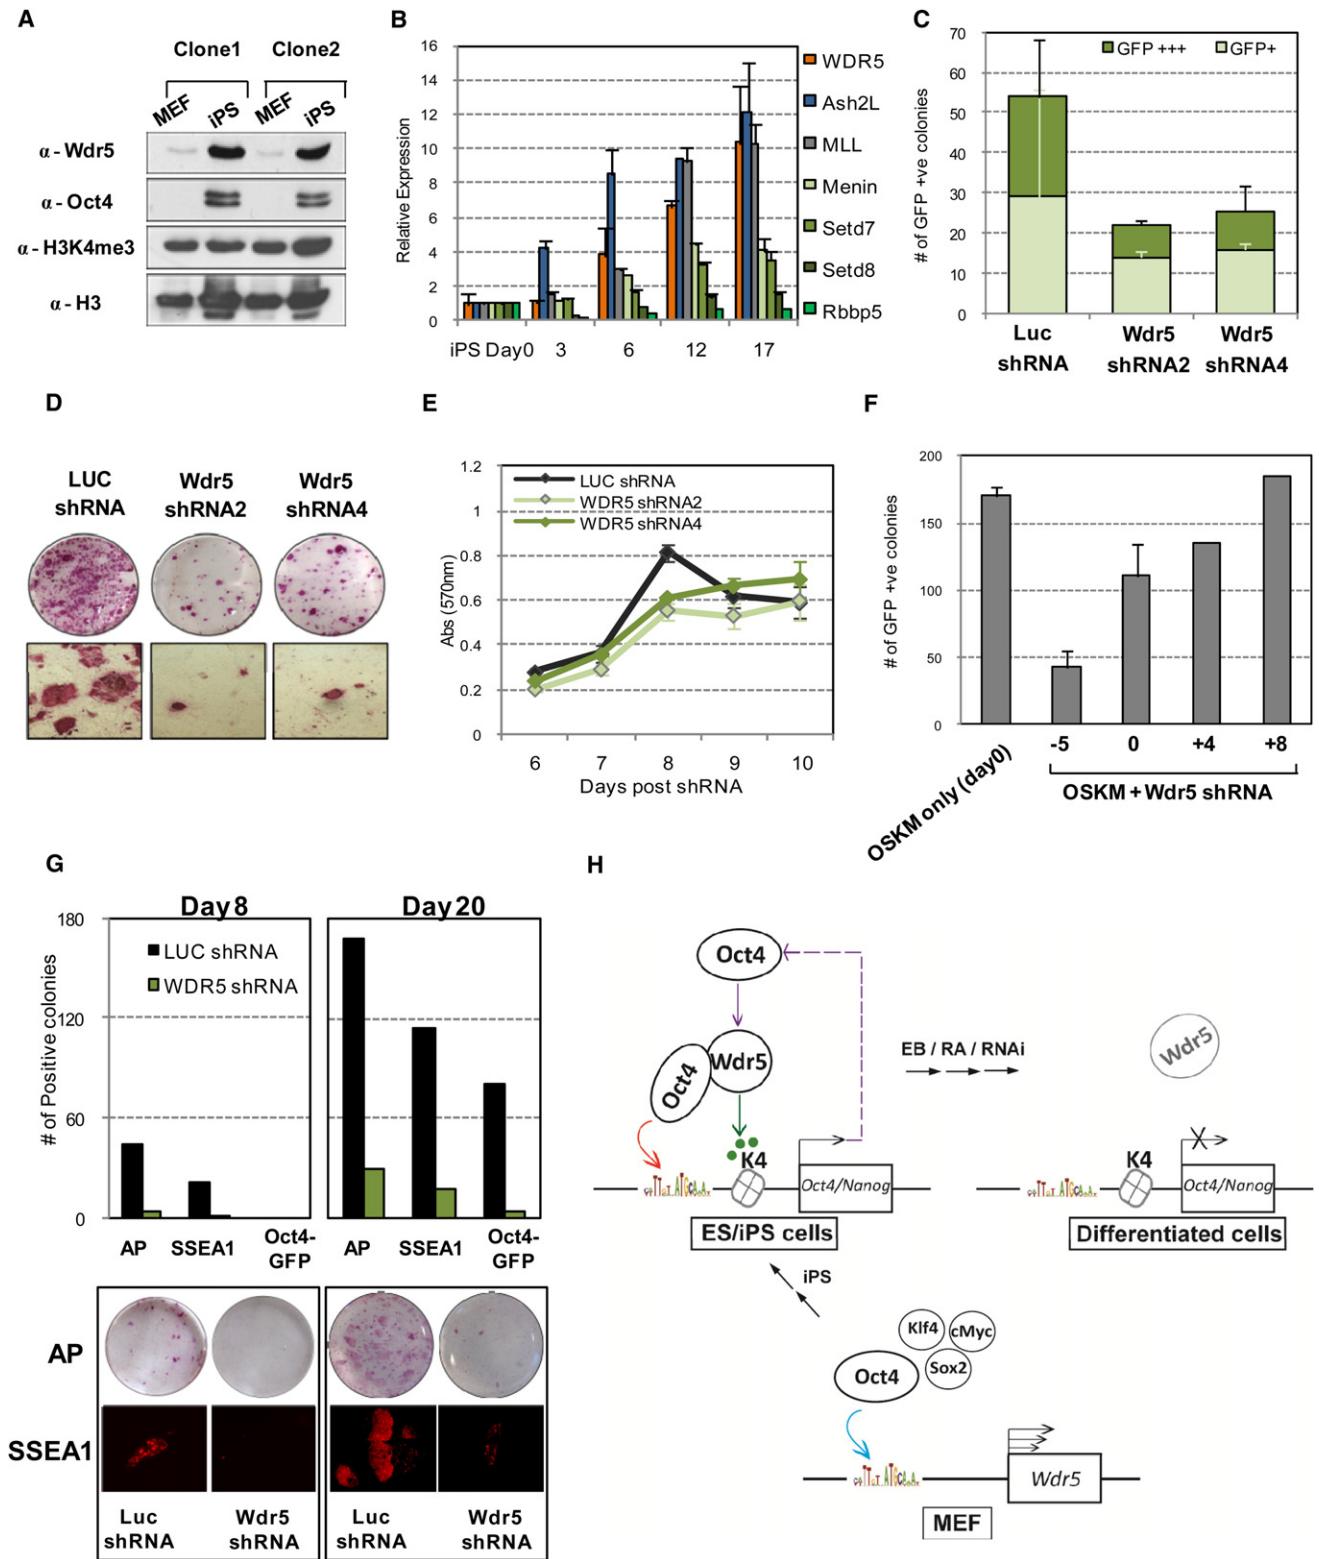 A
Clone1 Clone2
MEF iPS MEF iPS
α - Wdr5
α - Oct4
α - H3K4me3
α - H3
B
Relative Expression
16
14
12
10
8
6
4
2
0
iPS Day0 3 6 12 17
WDR5
Ash2L
MLL
Menin
Setd7
Setd8
Rbbp5
C
# of GFP +ve colonies
70
60
50
40
30
20
10
0
GFP +++ GFP+
Luc Wdr5 Wdr5
shRNA shRNA2 shRNA4
D
LUC Wdr5 Wdr5
shRNA shRNA2 shRNA4
E
Abs (570nm)
1.2
1
0.8
0.6
0.4
0.2
0
LUC shRNA
WDR5 shRNA2
WDR5 shRNA4
6 7 8 9 10
Days post shRNA
F
# of GFP +ve colonies
200
150
100
50
0
OSKM only (day0)
-5 0 +4 +8
OSKM + Wdr5 shRNA
G
Day8 Day20
# of Positive colonies
180
120
60
0
LUC shRNA
WDR5 shRNA
AP SSEA1 Oct4-GFP AP SSEA1 Oct4-GFP
AP
SSEA1
Luc Wdr5 Luc Wdr5
shRNA shRNA shRNA shRNA
H
Oct4
Oct4 Wdr5
K4
Oct4/Nanog
ES/iPS cells
EB / RA / RNAi
Wdr5
K4
X
Oct4/Nanog
Differentiated cells
iPS
Klf4 cMyc
Oct4 Sox2
Wdr5
MEF